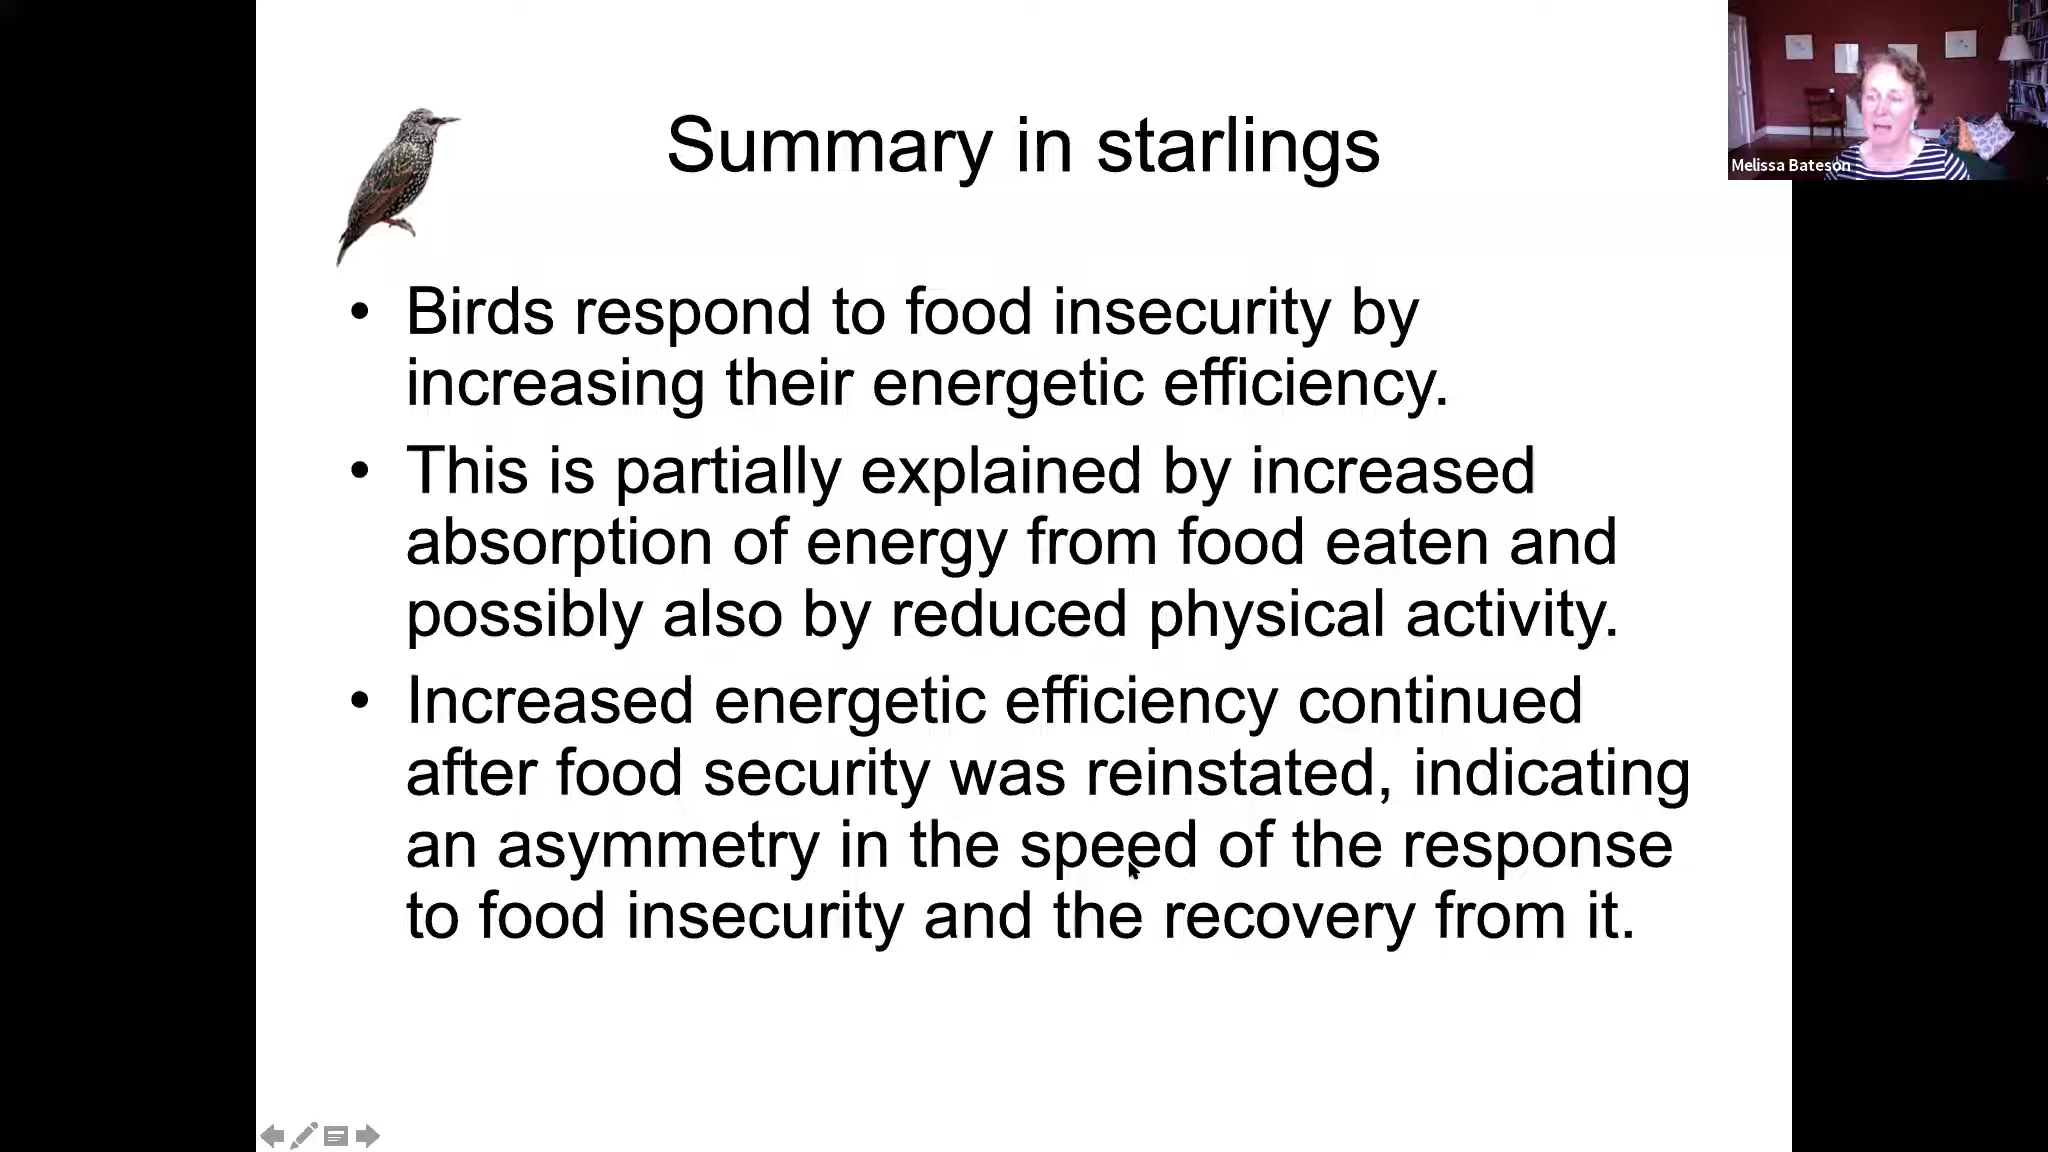 Summary in starlings
Melissa Bateson
• Birds respond to food insecurity by
increasing their energetic efficiency.
• This is partially explained by increased
absorption of energy from food eaten and
possibly also by reduced physical activity.
• Increased energetic efficiency continued
after food security was reinstated, indicating
an asymmetry in the speed of the response
to food insecurity and the recovery from it.